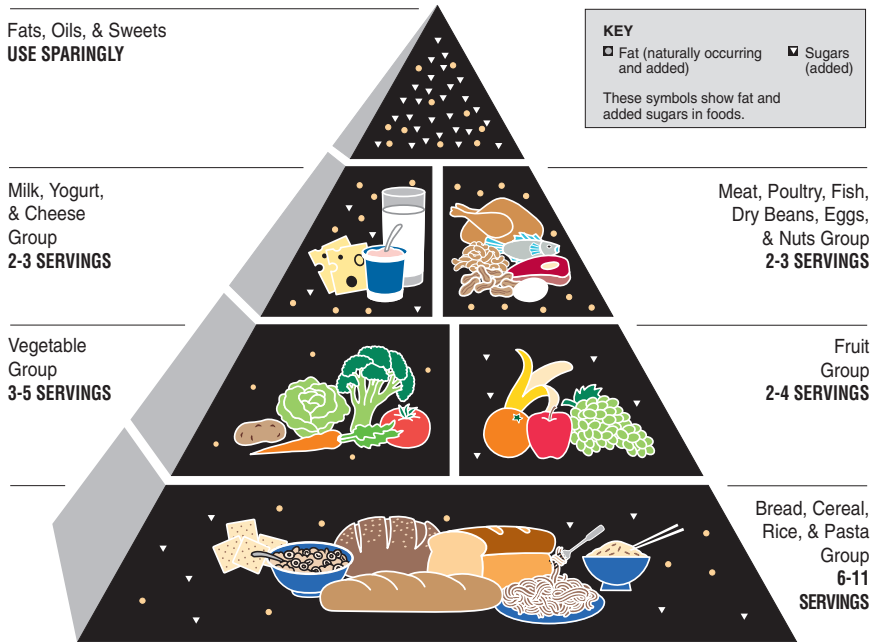 Fats, Oils, & Sweets
USE SPARINGLY
KEY
Fat (naturally occurring
and added)
Sugars
(added)
These symbols show fat and
added sugars in foods.
Milk, Yogurt,
& Cheese
Group
2-3 SERVINGS
Meat, Poultry, Fish,
Dry Beans, Eggs,
& Nuts Group
2-3 SERVINGS
Vegetable
Group
3-5 SERVINGS
Fruit
Group
2-4 SERVINGS
Bread, Cereal,
Rice, & Pasta
Group
6-11
SERVINGS